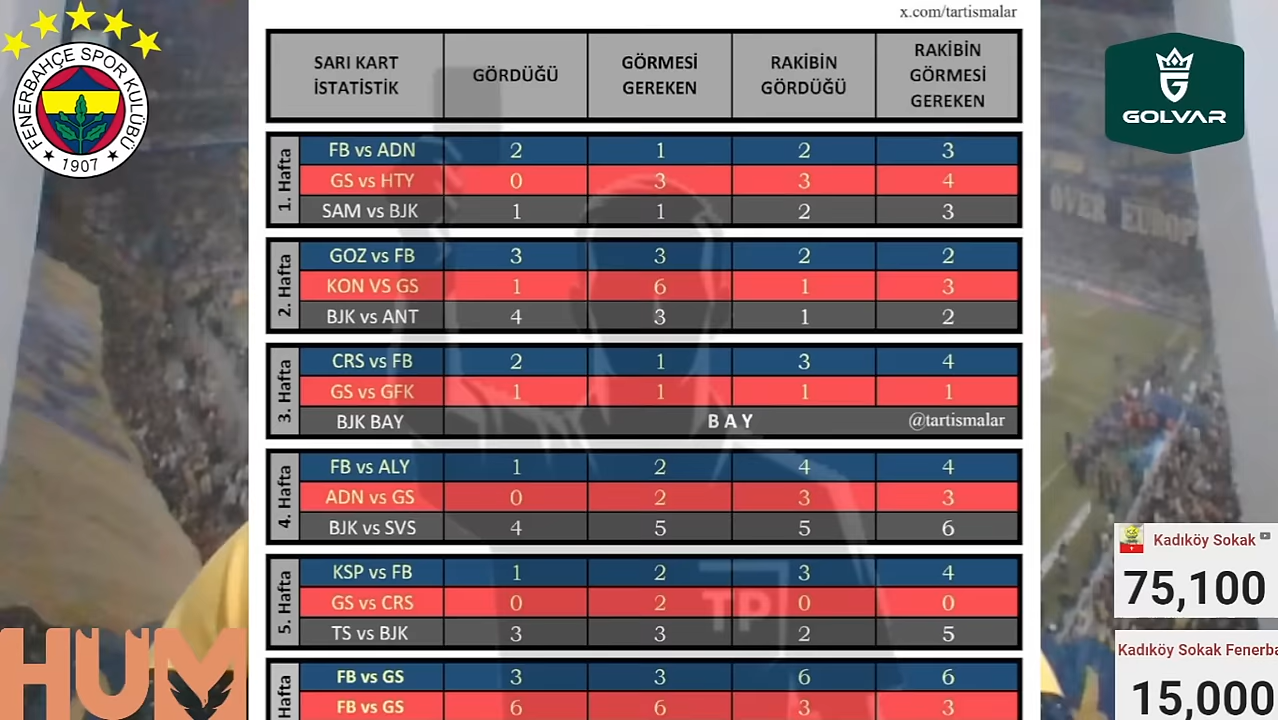 x.com/tartismalar
SARI KART İSTATİSTİK GÖRDÜĞÜ GÖRMESİ GEREKEN RAKİBİN GÖRDÜĞÜ RAKİBİN GÖRMESİ GEREKEN
1. Hafta
FB vs ADN 2 1 2 3
GS vs HTY 0 3 3 4
SAM vs BJK 1 1 2 3
2. Hafta
GOZ vs FB 3 3 2 2
KON VS GS 1 6 1 3
BJK vs ANT 4 3 1 2
3. Hafta
CRS vs FB 2 1 3 4
GS vs GFK 1 1 1 1
BJK BAY BAY @tartismalar
4. Hafta
FB vs ALY 1 2 4 4
ADN vs GS 0 2 3 3
BJK vs SVS 4 5 5 6
5. Hafta
KSP vs FB 1 2 3 4
GS vs CRS 0 2 0 0
TS vs BJK 3 3 2 5
Hafta
FB vs GS 3 3 6 6
FB vs GS 6 6 3 3
TP
FENERBAHÇE SPOR KULÜBÜ
1907
HUM
GOLVAR
OVER EUROP
Kadıköy Sokak
75,100
Kadıköy Sokak Fenerba
15,000